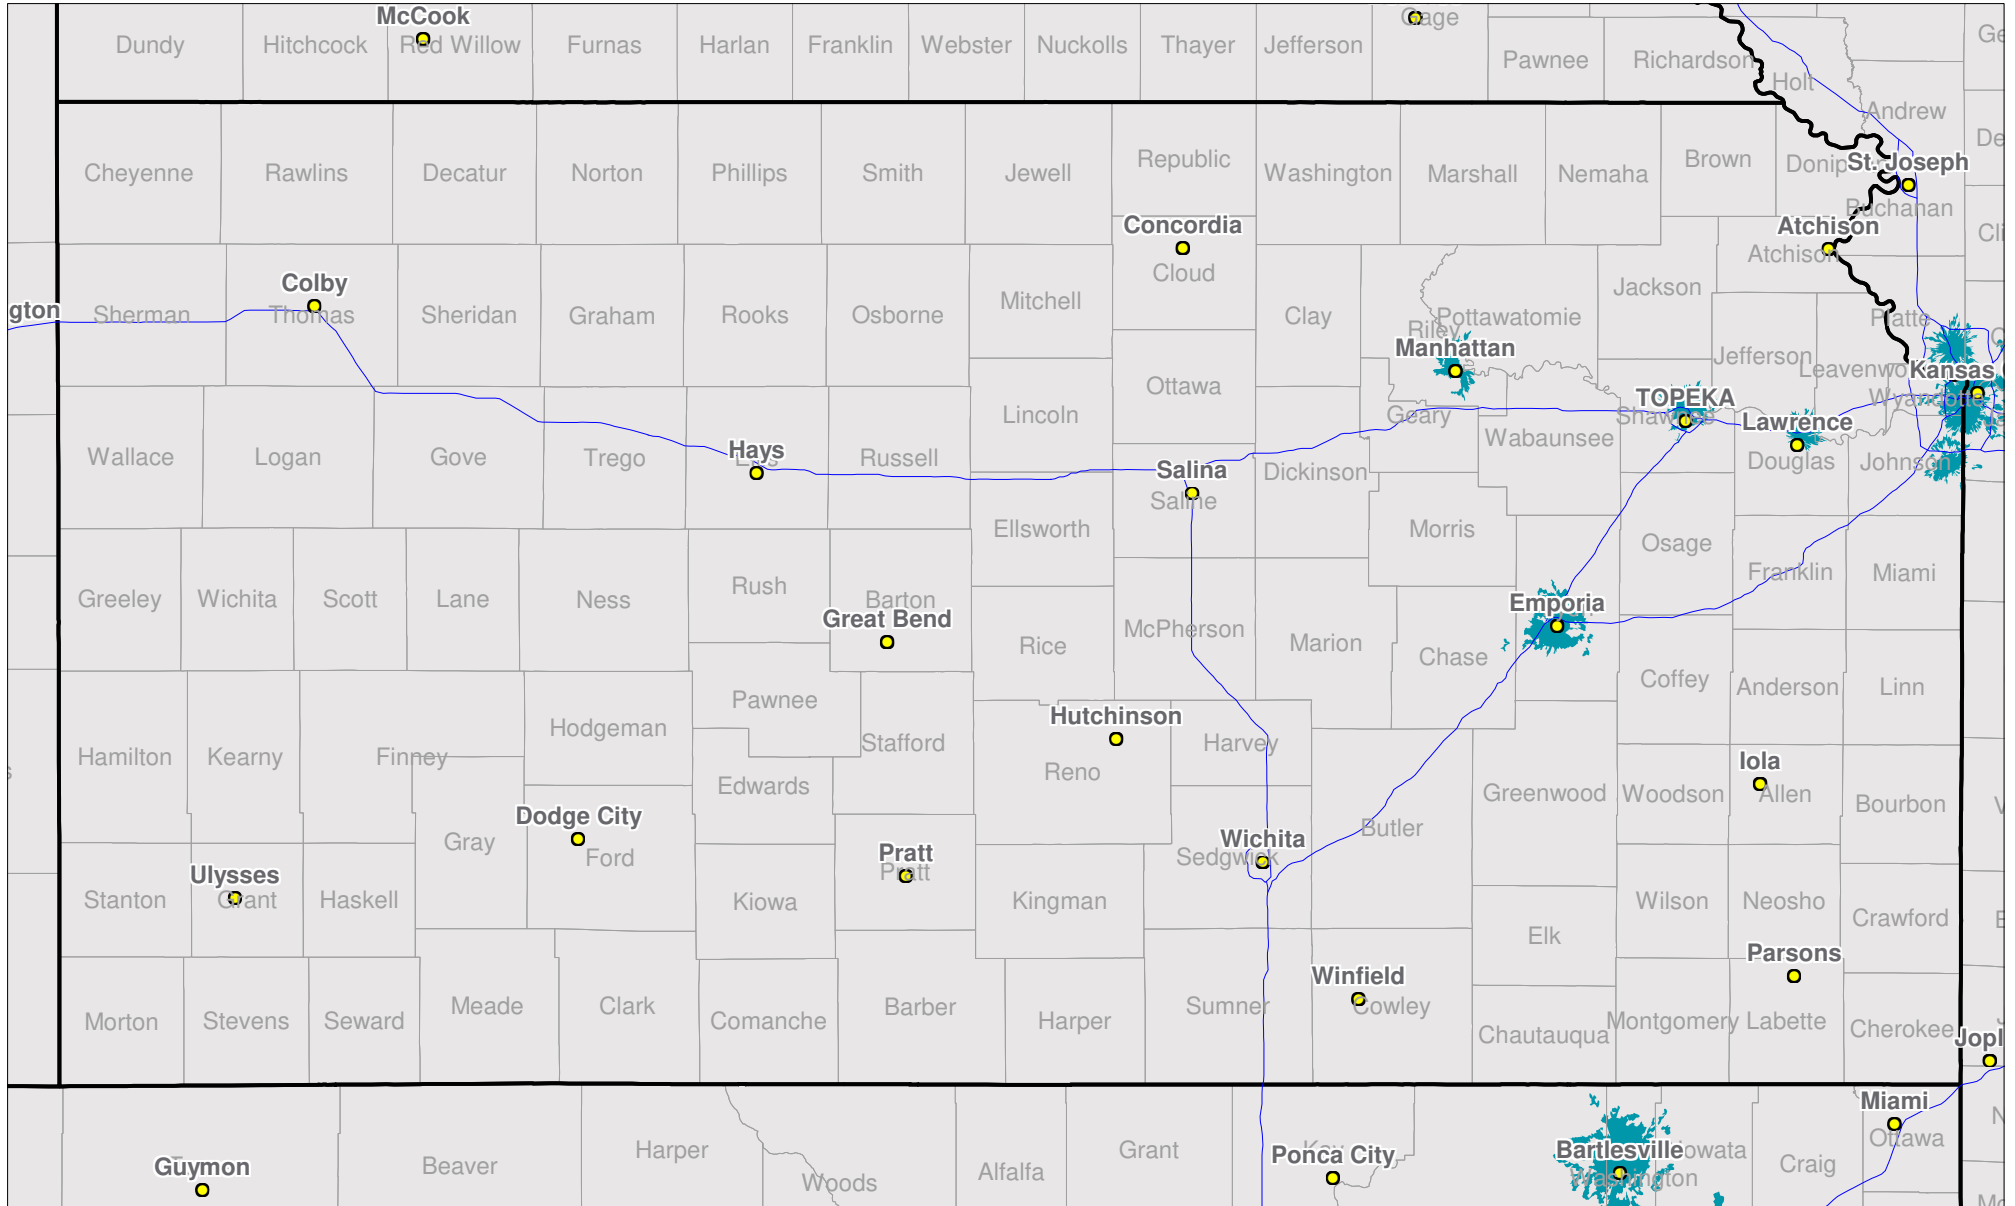 McCook
Gage
Dundy
Hitchcock
Red Willow
Furnas
Harlan
Franklin
Webster
Nuckolls
Thayer
Jefferson
Pawnee
Richardson
Holt
Andrew
Cheyenne
Rawlins
Decatur
Norton
Phillips
Smith
Jewell
Republic
Washington
Marshall
Nemaha
Brown
St. Joseph
Buchanan
Concordia
Cloud
Atchison
Atchison
Colby
gton
Sherman
Thomas
Sheridan
Graham
Rooks
Osborne
Mitchell
Clay
Riley
Pottawatomie
Jackson
Platte
Manhattan
Jefferson
Kansas
Ottawa
Wyandotte
TOPEKA
Lincoln
Geary
Shawnee
Lawrence
Wallace
Logan
Gove
Trego
Hays
Russell
Salina
Saline
Dickinson
Wabaunsee
Douglas
Johnson
Ellsworth
Morris
Osage
Franklin
Miami
Greeley
Wichita
Scott
Lane
Ness
Rush
Barton
Great Bend
Emporia
Rice
McPherson
Marion
Chase
Coffey
Anderson
Linn
Pawnee
Hutchinson
Hodgeman
Stafford
Harvey
Hamilton
Kearny
Finney
Reno
Edwards
Iola
Greenwood
Woodson
Allen
Bourbon
Dodge City
Ford
Gray
Butler
Wichita
Sedgwick
Pratt
Pratt
Ulysses
Grant
Stanton
Haskell
Kiowa
Kingman
Wilson
Neosho
Crawford
Elk
Parsons
Winfield
Cowley
Morton
Stevens
Seward
Meade
Clark
Comanche
Barber
Harper
Sumner
Chautauqua
Montgomery
Labette
Cherokee
Jopl
Miami
Ottawa
Guymon
Beaver
Harper
Woods
Alfalfa
Grant
Kay
Ponca City
Bartlesville
Washington
owata
Craig